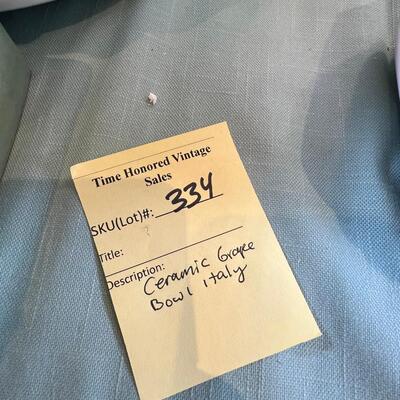 Time Honored Vintage
Sales
SKU(Lot)#: 334
Title:
Description: Ceramic Grape
Bowl italy